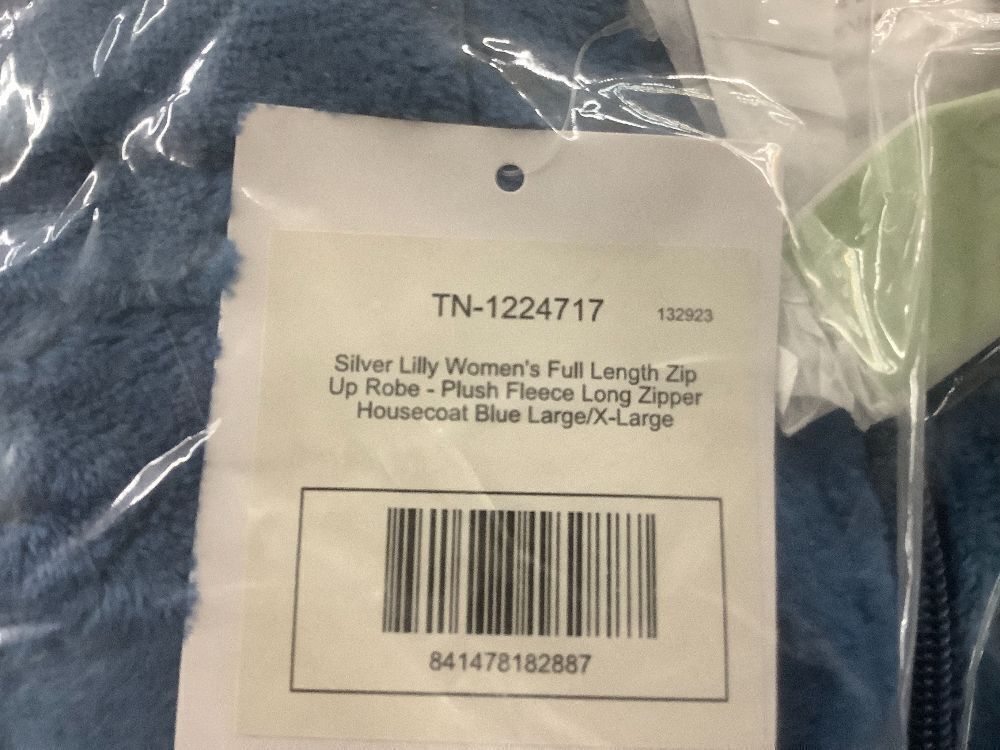 TN-1224717 132923
Silver Lilly Women's Full Length Zip
Up Robe - Plush Fleece Long Zipper
Housecoat Blue Large/X-Large
841478182887